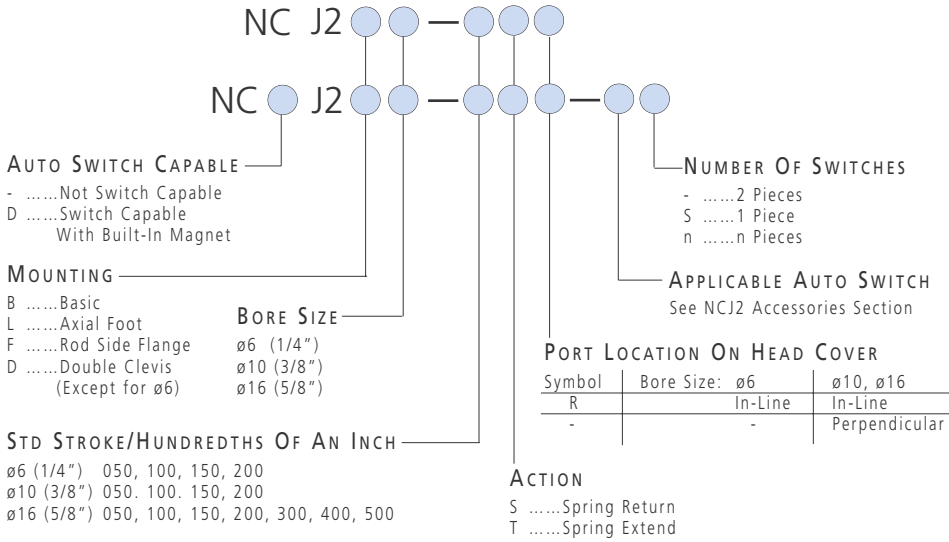 NC J2 —
NC J2 — —
AUTO SWITCH CAPABLE
- ......Not Switch Capable
D ......Switch Capable
With Built-In Magnet
MOUNTING
B ......Basic
L ......Axial Foot
F ......Rod Side Flange
D ......Double Clevis
(Except for ø6)
BORE SIZE
ø6 (1/4")
ø10 (3/8")
ø16 (5/8")
STD STROKE/HUNDREDTHS OF AN INCH
ø6 (1/4") 050, 100, 150, 200
ø10 (3/8") 050. 100. 150, 200
ø16 (5/8") 050, 100, 150, 200, 300, 400, 500
NUMBER OF SWITCHES
- ......2 Pieces
S ......1 Piece
n ......n Pieces
APPLICABLE AUTO SWITCH
See NCJ2 Accessories Section
PORT LOCATION ON HEAD COVER
Symbol Bore Size: ø6 ø10, ø16
R In-Line In-Line
- - Perpendicular
ACTION
S ......Spring Return
T ......Spring Extend